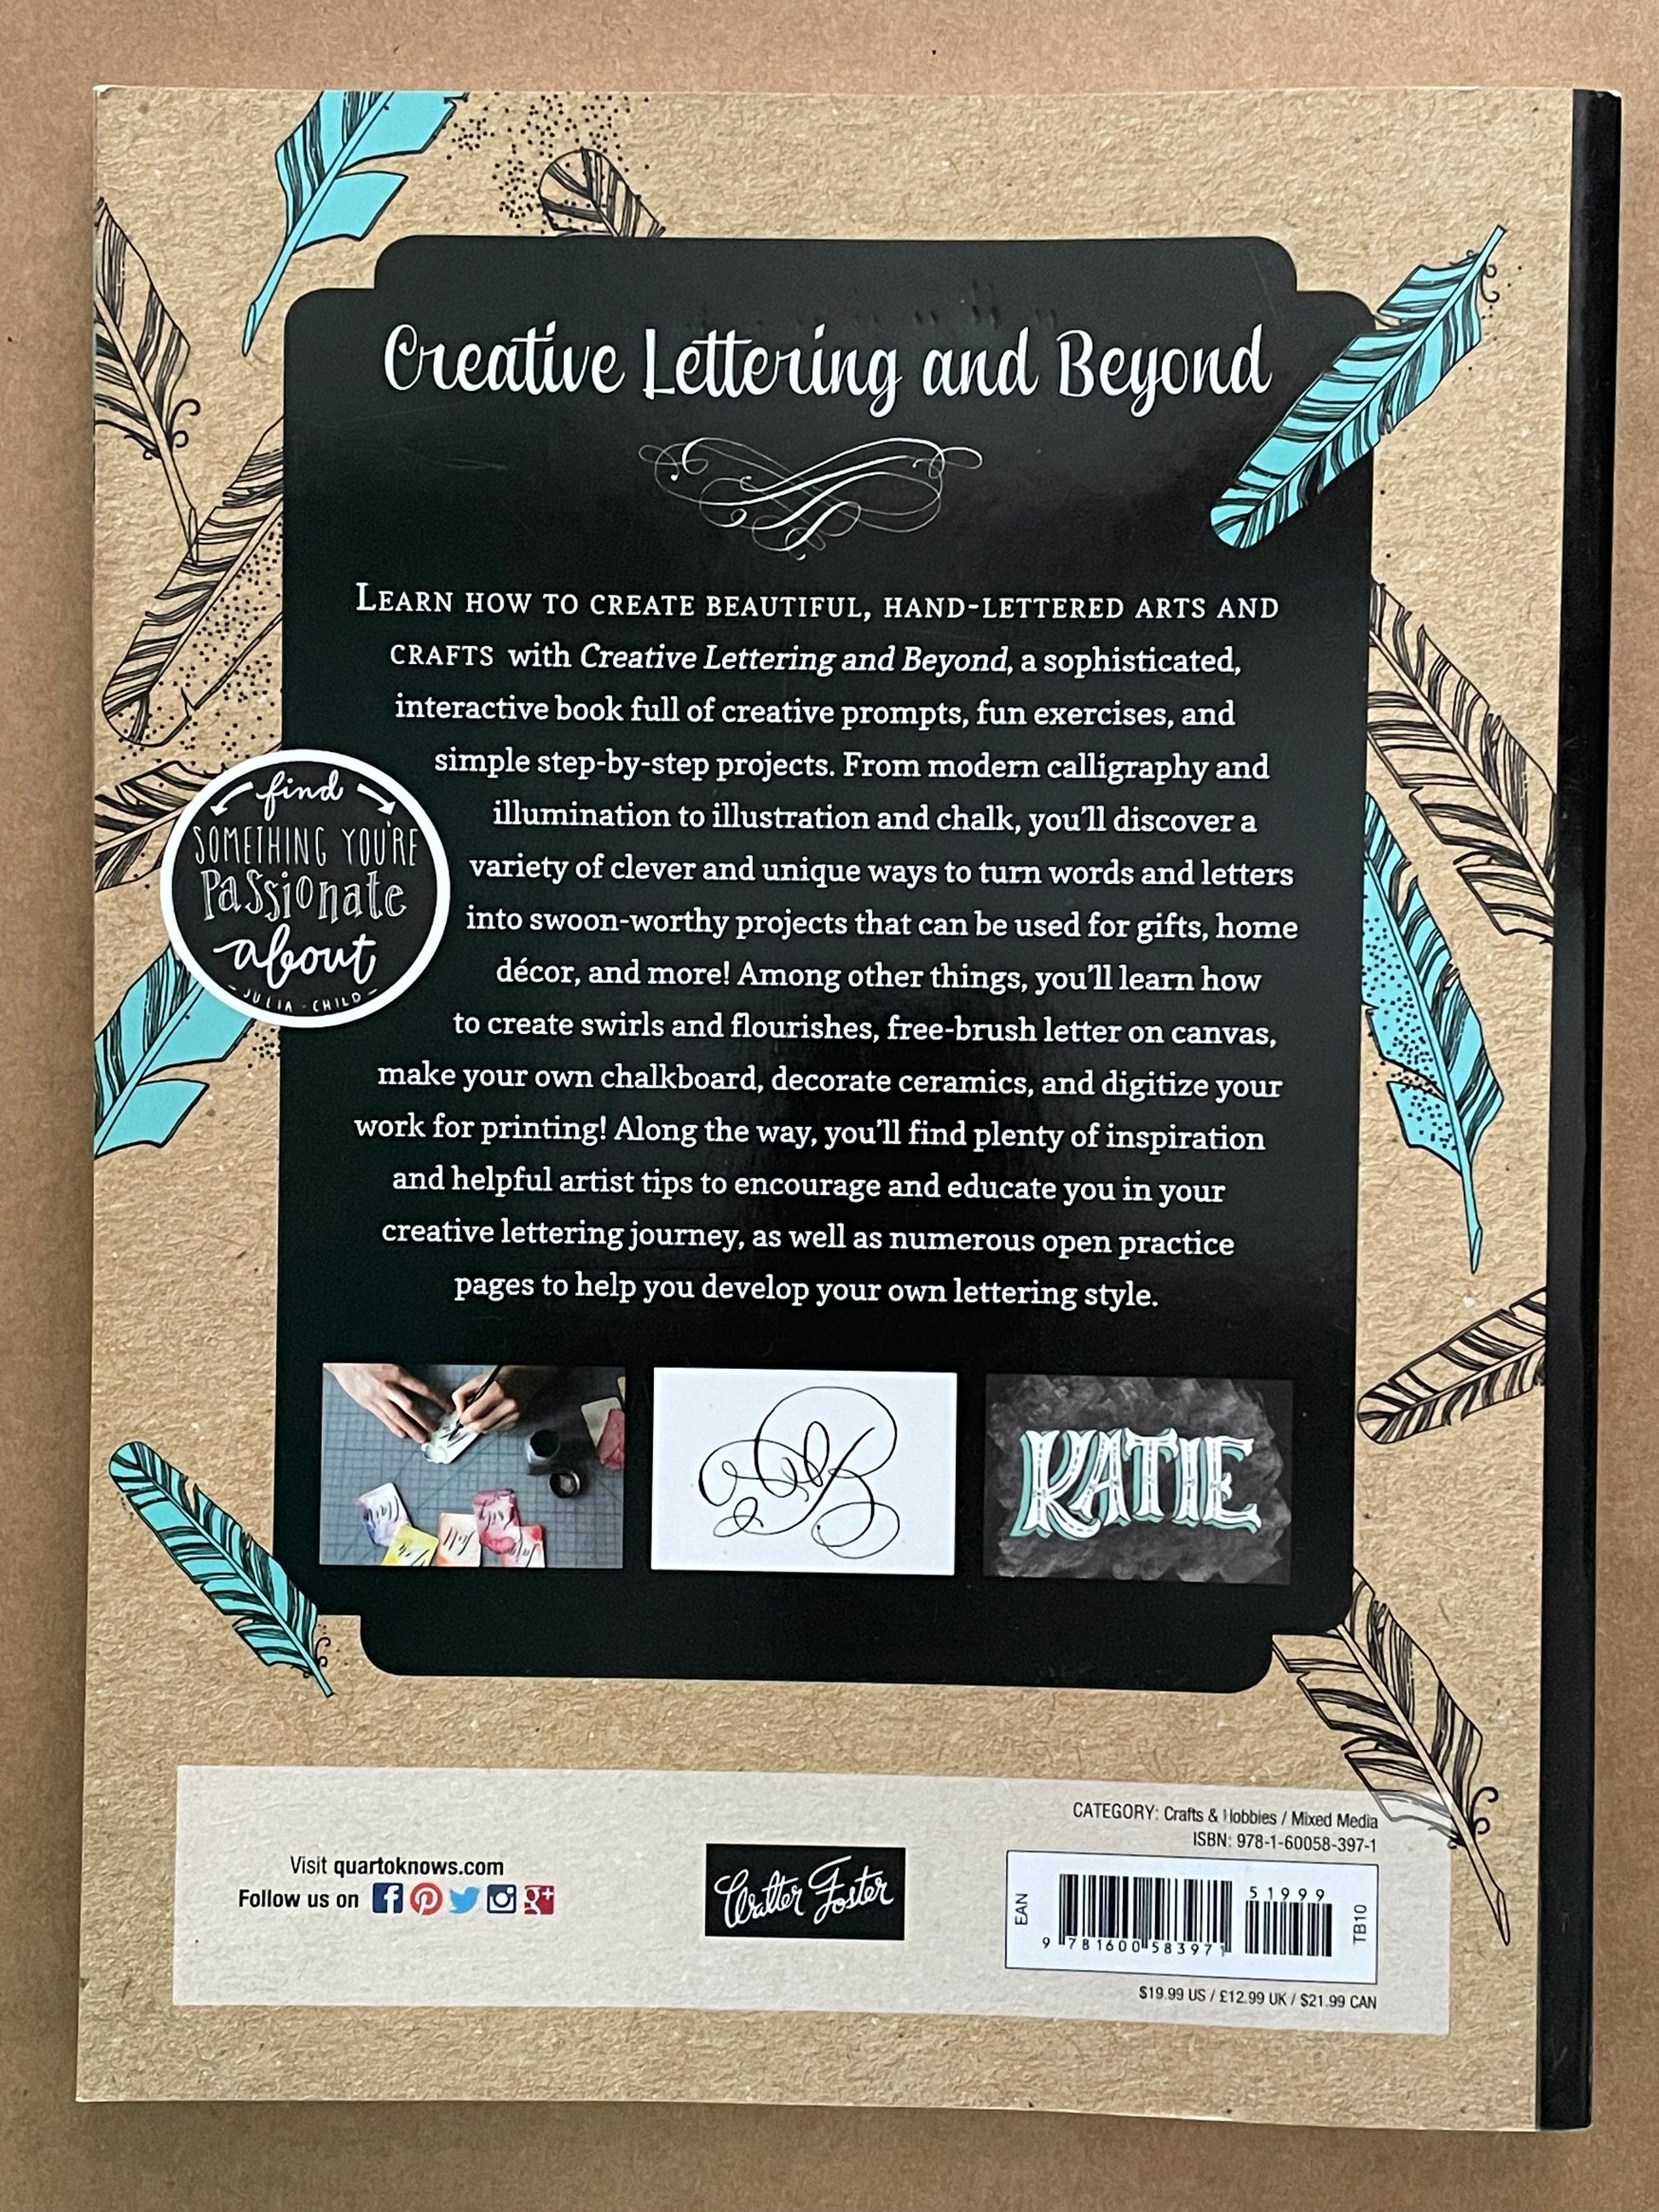 Creative Lettering and Beyond
LEARN HOW TO CREATE BEAUTIFUL, HAND-LETTERED ARTS AND
CRAFTS with Creative Lettering and Beyond, a sophisticated,
interactive book full of creative prompts, fun exercises, and
simple step-by-step projects. From modern calligraphy and
illumination to illustration and chalk, you'll discover a
variety of clever and unique ways to turn words and letters
into swoon-worthy projects that can be used for gifts, home
décor, and more! Among other things, you'll learn how
to create swirls and flourishes, free-brush letter on canvas,
make your own chalkboard, decorate ceramics, and digitize your
work for printing! Along the way, you'll find plenty of inspiration
and helpful artist tips to encourage and educate you in your
creative lettering journey, as well as numerous open practice
pages to help you develop your own lettering style.
find
SOMETHING YOU'RE
Passionate
about
- JULIA - CHILD -
B
KATIE
Visit quartoknows.com
Follow us on
Walter Foster
CATEGORY: Crafts & Hobbies / Mixed Media
ISBN: 978-1-60058-397-1
EAN
51999
9 781600 583971
TB10
$19.99 US / £12.99 UK / $21.99 CAN